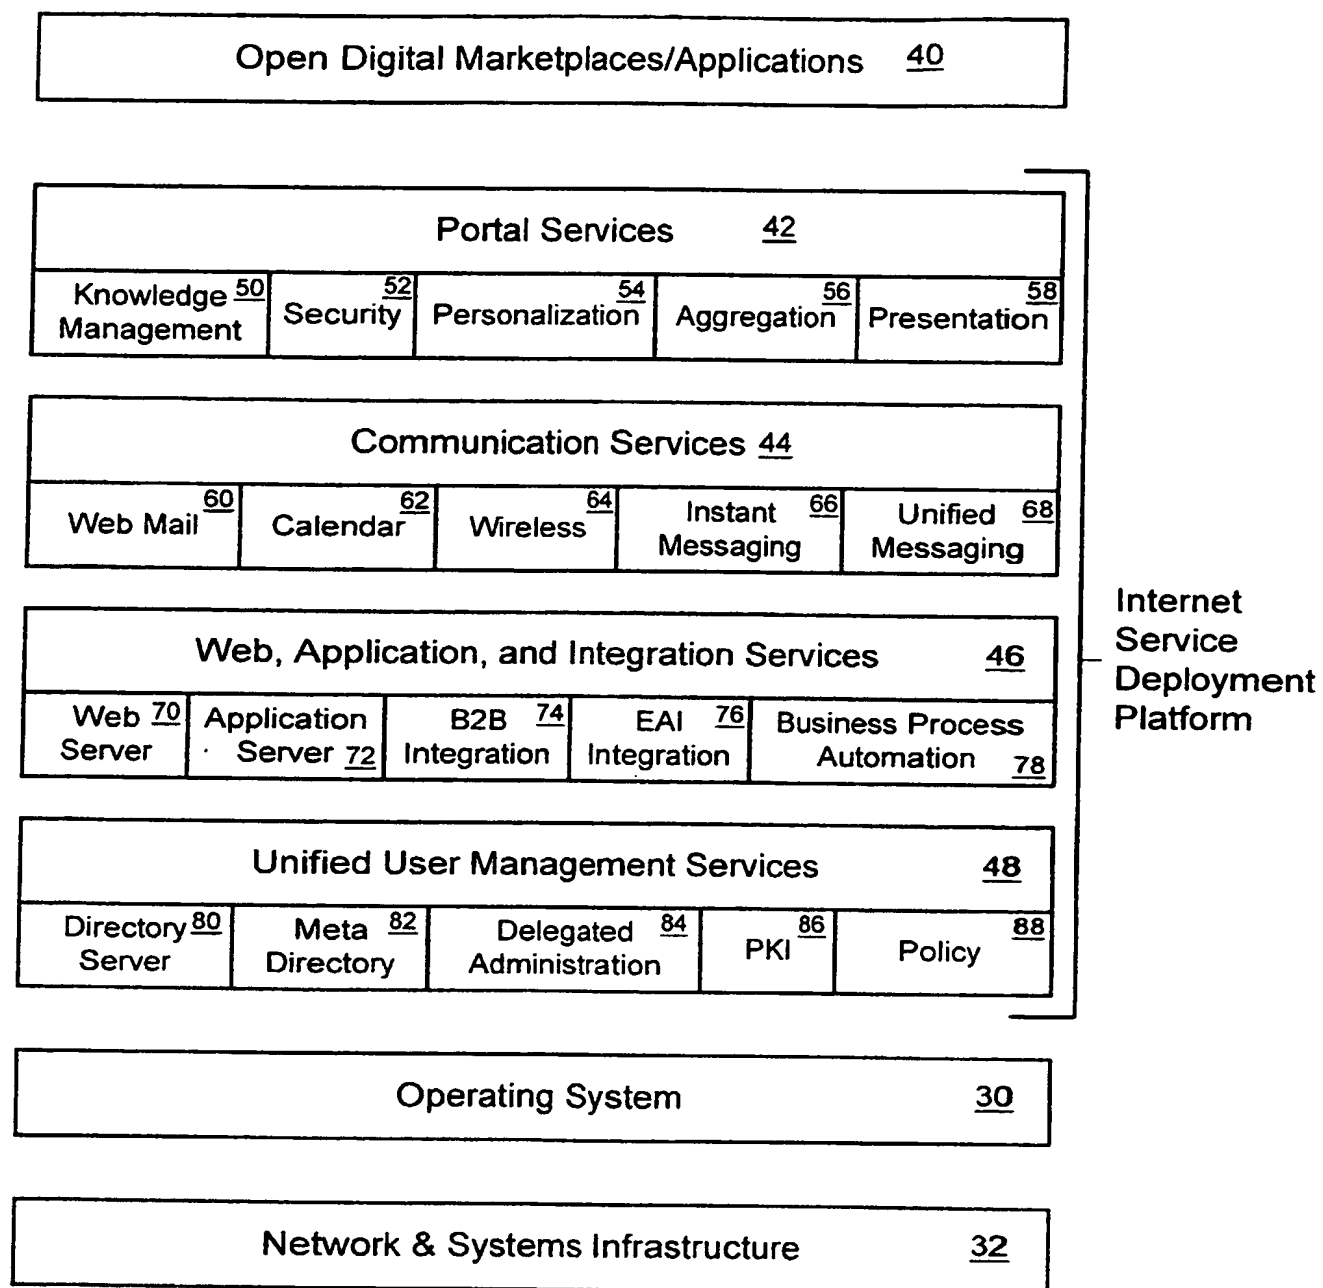 Open Digital Marketplaces/Applications 40
Portal Services 42
Knowledge 50
Management
Security 52
Personalization 54
Aggregation 56
Presentation 58
Communication Services 44
Web Mail 60
Calendar 62
Wireless 64
Instant 66
Messaging
Unified 68
Messaging
Web, Application, and Integration Services 46
Web 70
Server
Application
Server 72
B2B 74
Integration
EAI 76
Integration
Business Process
Automation 78
Unified User Management Services 48
Directory 80
Server
Meta 82
Directory
Delegated 84
Administration
PKI 86
Policy 88
Internet
Service
Deployment
Platform
Operating System 30
Network & Systems Infrastructure 32